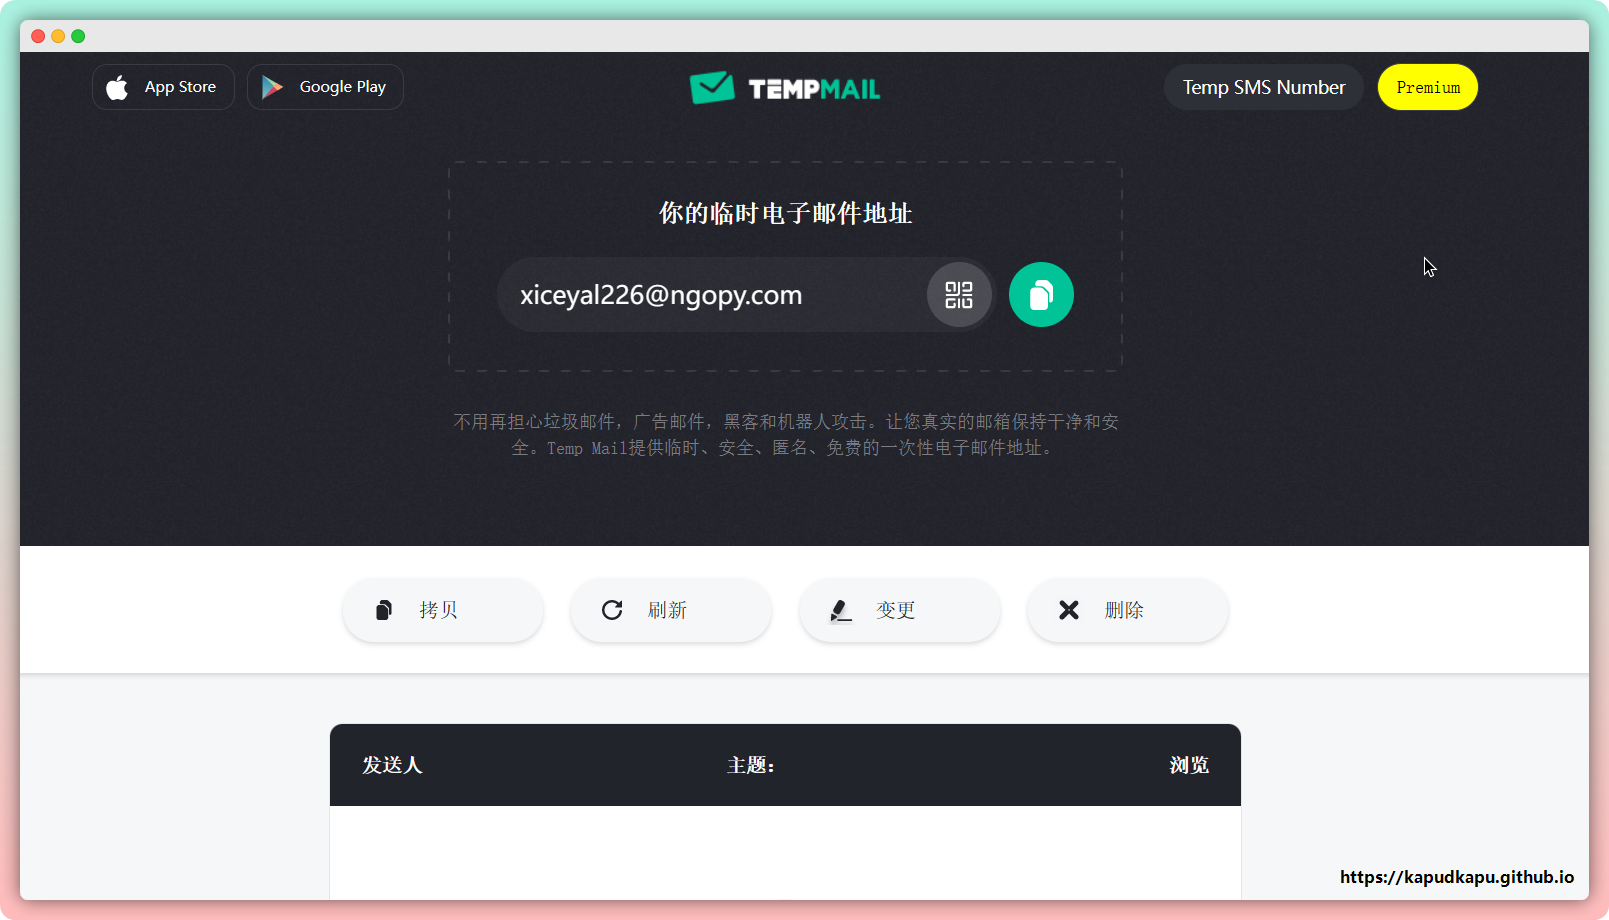 App Store
Google Play
TEMPMAIL
Temp SMS Number
Premium
你的临时电子邮件地址
xiceyal226@ngopy.com
不用再担心垃圾邮件，广告邮件，黑客和机器人攻击。让您真实的邮箱保持干净和安
全。Temp Mail提供临时、安全、匿名、免费的一次性电子邮件地址。
拷贝
刷新
变更
删除
发送人
主题：
浏览
https://kapudkapu.github.io